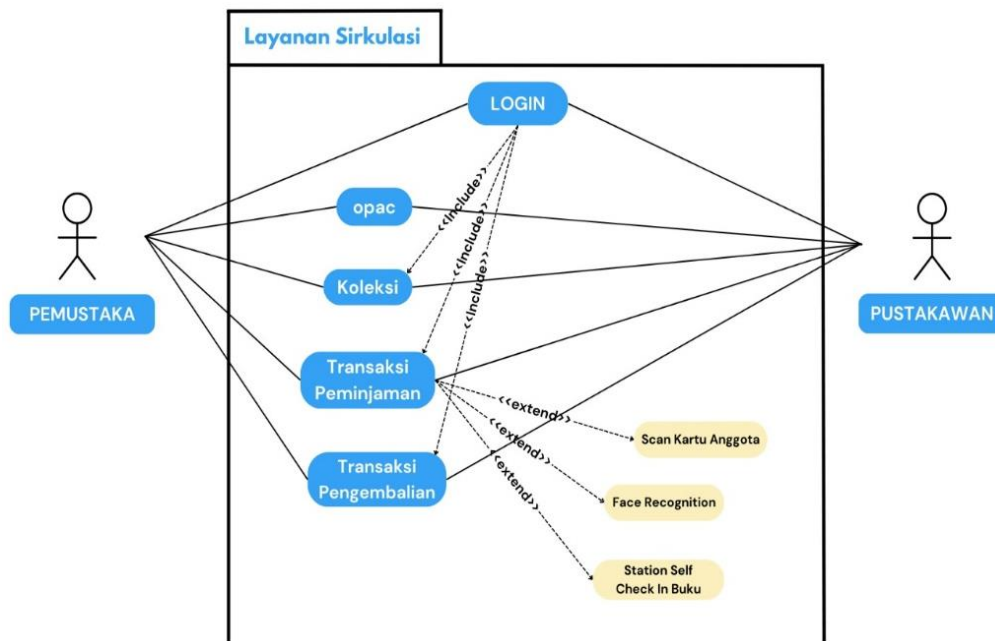 Layanan Sirkulasi
LOGIN
<<Include>>
<<Include>>
<<Include>>
opac
Koleksi
PEMUSTAKA
PUSTAKAWAN
Transaksi
Peminjaman
<<extend>>
<<extend>>
<<extend>>
Scan Kartu Anggota
Transaksi
Pengembalian
Face Recognition
Station Self
Check In Buku